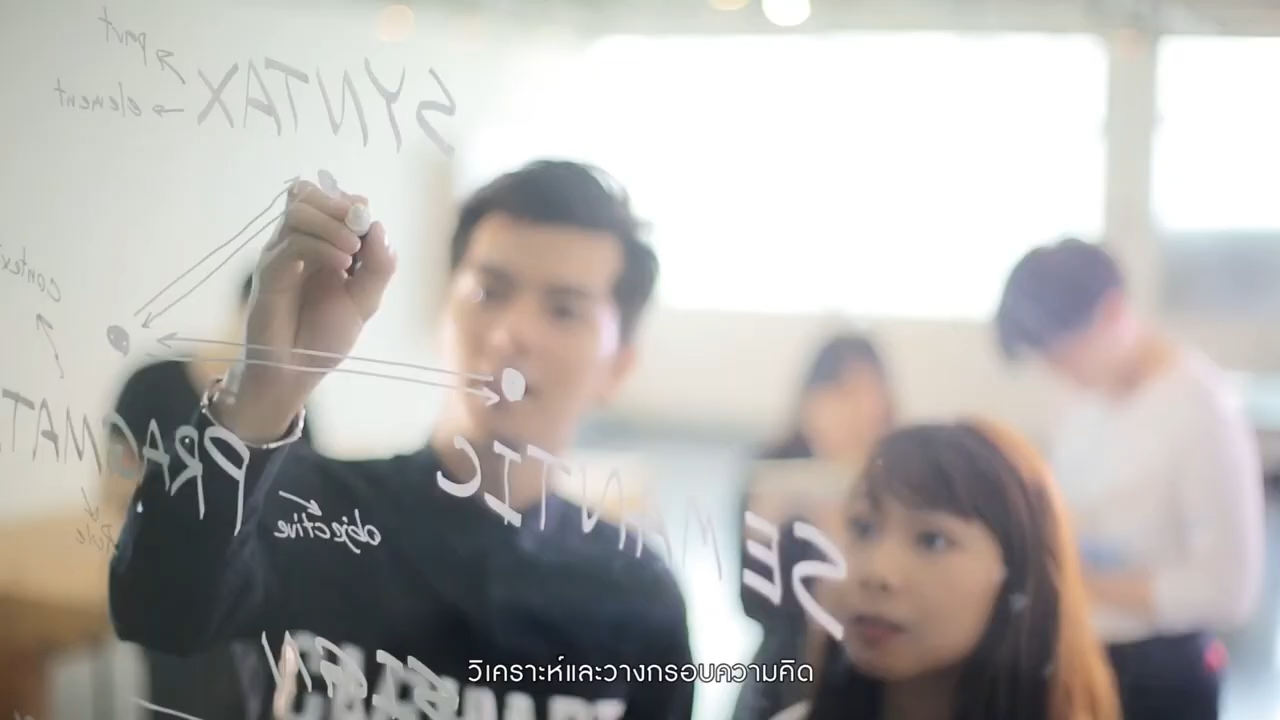 part
element
SYNTAX
context
PRAGMAT
objective
SEMANTIC
Rule
วิเคราะห์และวางกรอบความคิด